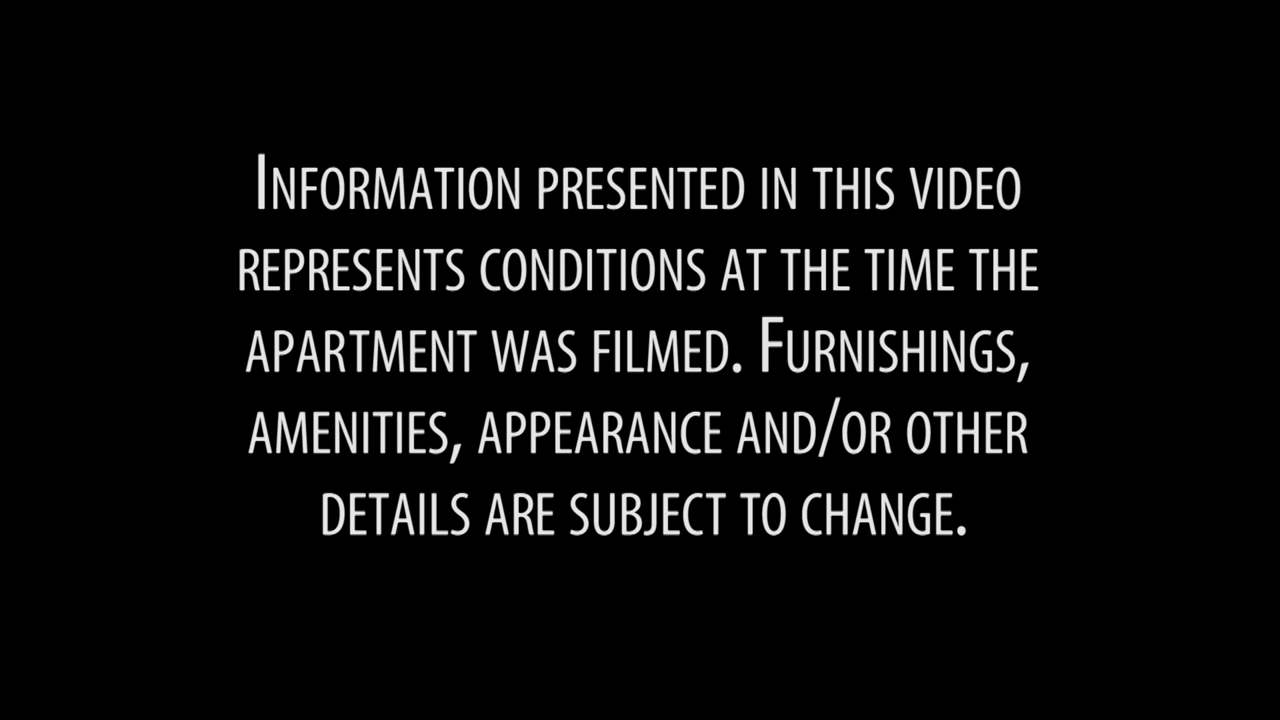 Information presented in this video
represents conditions at the time the
apartment was filmed. Furnishings,
amenities, appearance and/or other
details are subject to change.